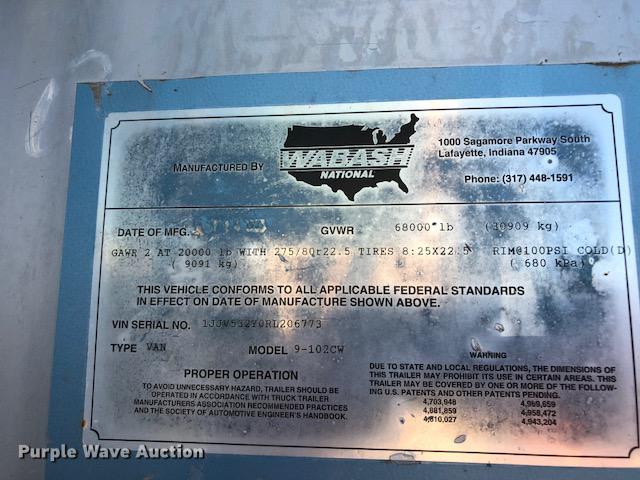 MANUFACTURED BY
WABASH
NATIONAL
1000 Sagamore Parkway South
Lafayette, Indiana 47905
Phone: (317) 448-1591
DATE OF MFG.
GVWR 68000 lb (30909 kg)
GAWR 2 AT 20000 lb WITH 275/80r22.5 TIRES 8:25X22.5 RIM@100PSI COLD(D)
( 9091 kg) ( 680 kPa)
THIS VEHICLE CONFORMS TO ALL APPLICABLE FEDERAL STANDARDS
IN EFFECT ON DATE OF MANUFACTURE SHOWN ABOVE.
VIN SERIAL NO. 1JJV532Y0RL206773
TYPE VAN MODEL 9-102CW
PROPER OPERATION
TO AVOID UNNECESSARY HAZARD, TRAILER SHOULD BE
OPERATED IN ACCORDANCE WITH TRUCK TRAILER
MANUFACTURERS ASSOCIATION RECOMMENDED PRACTICES
AND THE SOCIETY OF AUTOMOTIVE ENGINEER'S HANDBOOK.
WARNING
DUE TO STATE AND LOCAL REGULATIONS, THE DIMENSIONS OF
THIS TRAILER MAY PROHIBIT ITS USE IN CERTAIN AREAS. THIS
TRAILER MAY BE COVERED BY ONE OR MORE OF THE FOLLOW-
ING U.S. PATENTS AND OTHER PATENTS PENDING.
4,703,948 4,969,659
4,881,859 4,958,472
4,810,027 4,943,204
Purple Wave Auction